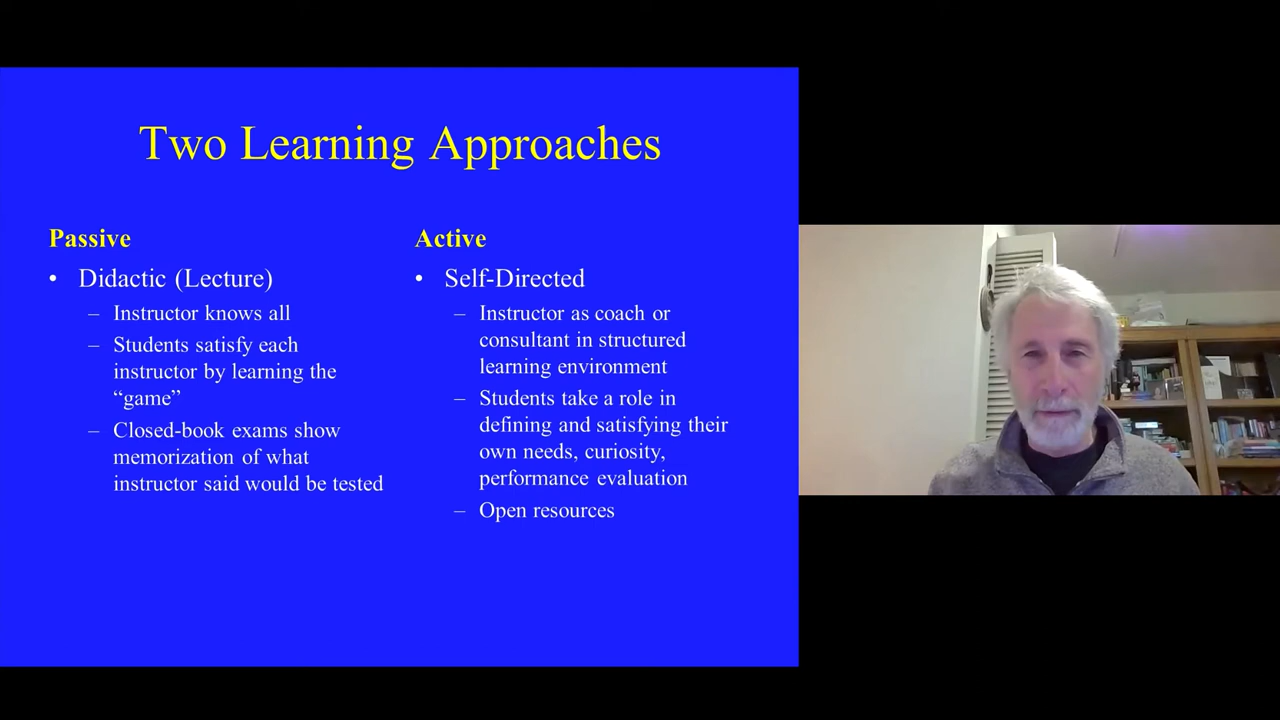 Two Learning Approaches
Passive
• Didactic (Lecture)
– Instructor knows all
– Students satisfy each
instructor by learning the
“game”
– Closed-book exams show
memorization of what
instructor said would be tested
Active
• Self-Directed
– Instructor as coach or
consultant in structured
learning environment
– Students take a role in
defining and satisfying their
own needs, curiosity,
performance evaluation
– Open resources